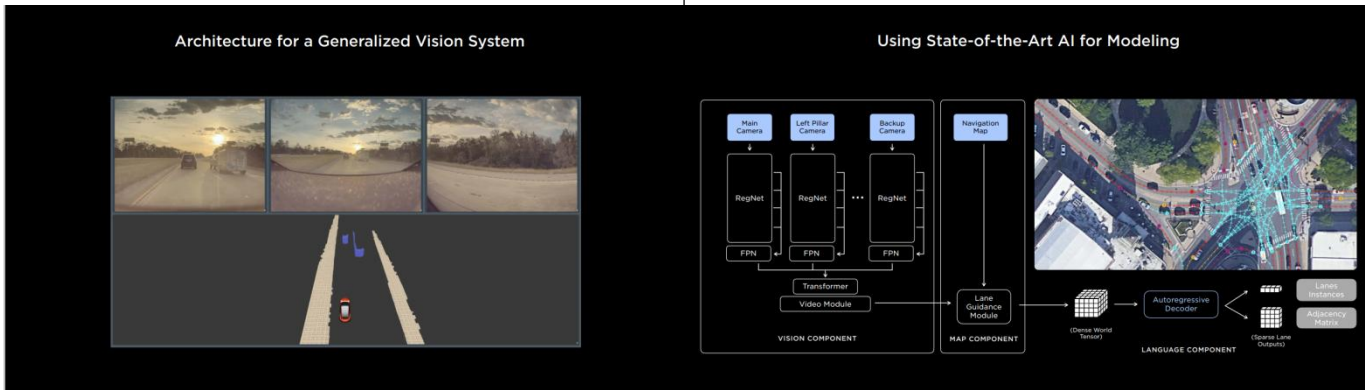 Architecture for a Generalized Vision System
Using State-of-the-Art AI for Modeling
Main
Camera
Left Pillar
Camera
Backup
Camera
Navigation
Map
RegNet
RegNet
...
RegNet
FPN
FPN
FPN
Transformer
Video Module
Lane
Guidance
Module
VISION COMPONENT
MAP COMPONENT
(Dense World
Tensor)
Autoregressive
Decoder
Lanes
Instances
Adjacency
Matrix
(Sparse Lane
Outputs)
LANGUAGE COMPONENT